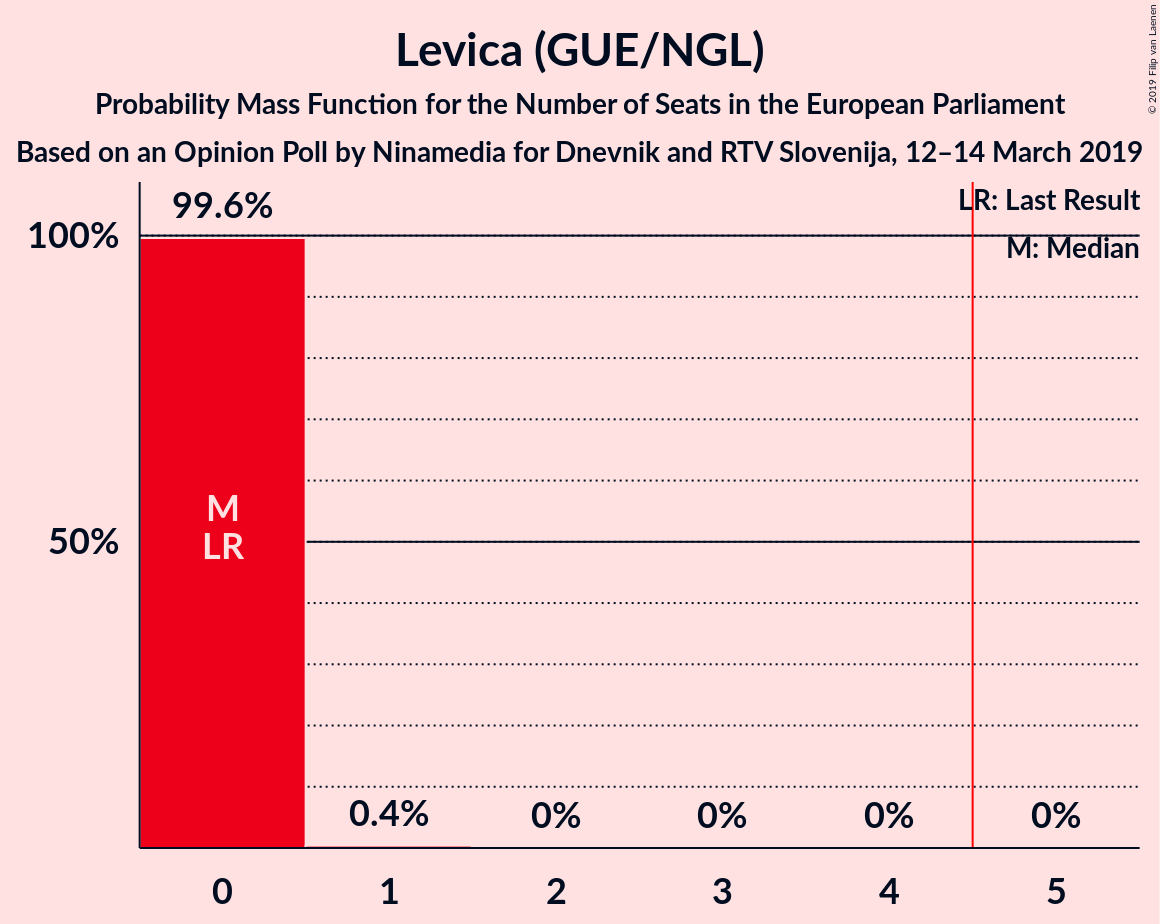 Levica (GUE/NGL)
Probability Mass Function for the Number of Seats in the European Parliament
Based on an Opinion Poll by Ninamedia for Dnevnik and RTV Slovenija, 12–14 March 2019
© 2019 Filip van Laenen
LR: Last Result
M: Median
99.6%
100%
50%
M
LR
0.4%
0%
0%
0%
0%
0
1
2
3
4
5